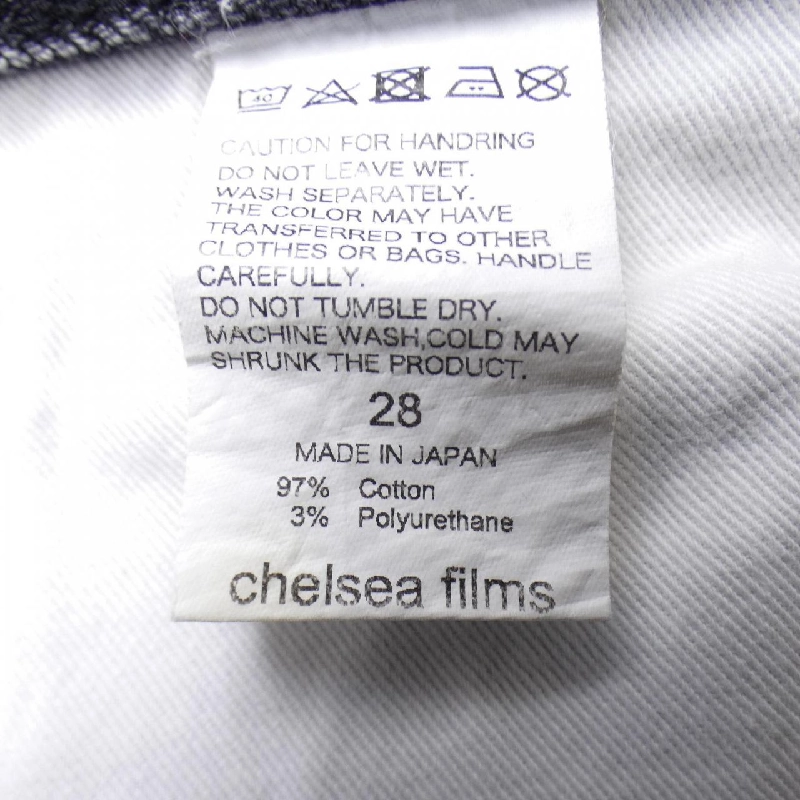 40
CAUTION FOR HANDRING
DO NOT LEAVE WET.
WASH SEPARATELY.
THE COLOR MAY HAVE
TRANSFERRED TO OTHER
CLOTHES OR BAGS. HANDLE
CAREFULLY.
DO NOT TUMBLE DRY.
MACHINE WASH,COLD MAY
SHRUNK THE PRODUCT.
28
MADE IN JAPAN
97% Cotton
3% Polyurethane
chelsea films